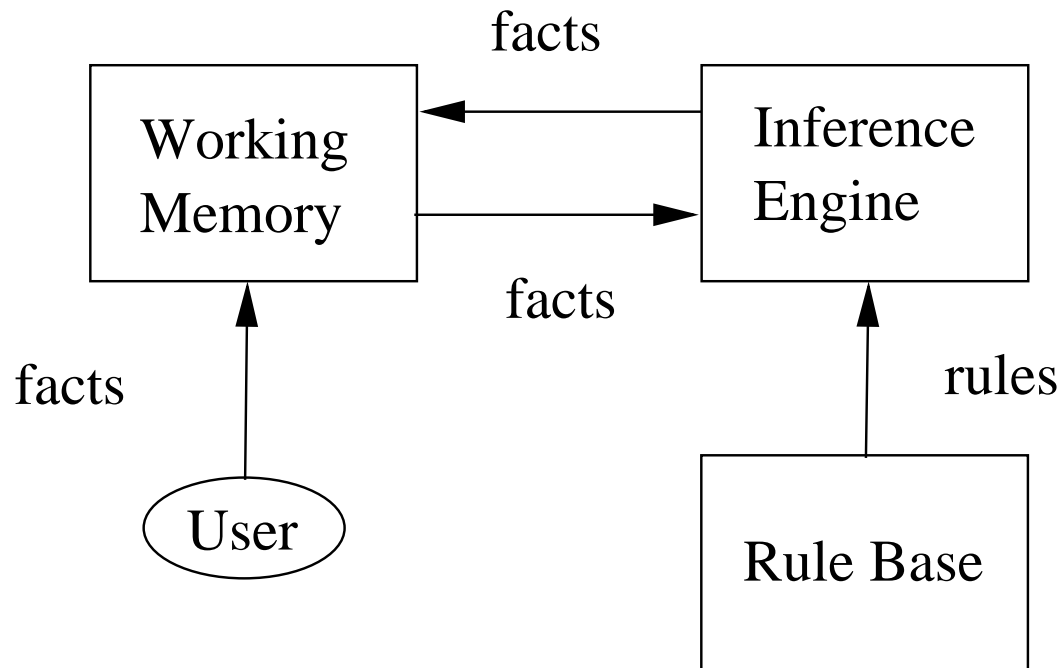 facts
Working
Memory
Inference
Engine
facts
facts
rules
User
Rule Base